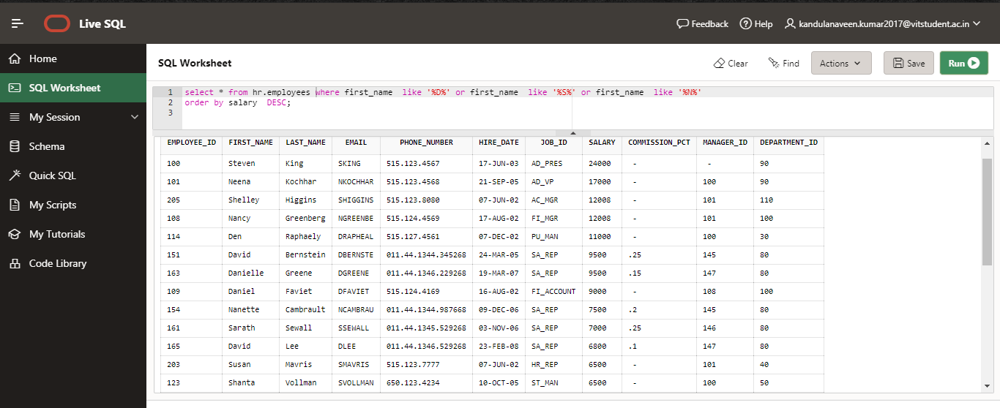 Live SQL
Feedback Help kandulanaveen.kumar2017@vitstudent.ac.in
Home
SQL Worksheet
My Session
Schema
Quick SQL
My Scripts
My Tutorials
Code Library
SQL Worksheet
Clear Find Actions Save Run
1 select * from hr.employees where first_name  like '%D%' or first_name  like '%S%' or first_name  like '%N%'
2 order by salary  DESC;
3
EMPLOYEE_ID FIRST_NAME LAST_NAME EMAIL PHONE_NUMBER HIRE_DATE JOB_ID SALARY COMMISSION_PCT MANAGER_ID DEPARTMENT_ID
100 Steven King SKING 515.123.4567 17-JUN-03 AD_PRES 24000 - - 90
101 Neena Kochhar NKOCHHAR 515.123.4568 21-SEP-05 AD_VP 17000 - 100 90
205 Shelley Higgins SHIGGINS 515.123.8080 07-JUN-02 AC_MGR 12008 - 101 110
108 Nancy Greenberg NGREENBE 515.124.4569 17-AUG-02 FI_MGR 12008 - 101 100
114 Den Raphaely DRAPHEAL 515.127.4561 07-DEC-02 PU_MAN 11000 - 100 30
151 David Bernstein DBERNSTE 011.44.1344.345268 24-MAR-05 SA_REP 9500 .25 145 80
163 Danielle Greene DGREENE 011.44.1346.229268 19-MAR-07 SA_REP 9500 .15 147 80
109 Daniel Faviet DFAVIET 515.124.4169 16-AUG-02 FI_ACCOUNT 9000 - 108 100
154 Nanette Cambrault NCAMBRAU 011.44.1344.987668 09-DEC-06 SA_REP 7500 .2 145 80
161 Sarath Sewall SSEWALL 011.44.1345.529268 03-NOV-06 SA_REP 7000 .25 146 80
165 David Lee DLEE 011.44.1346.529268 23-FEB-08 SA_REP 6800 .1 147 80
203 Susan Mavris SMAVRIS 515.123.7777 07-JUN-02 HR_REP 6500 - 101 40
123 Shanta Vollman SVOLLMAN 650.123.4234 10-OCT-05 ST_MAN 6500 - 100 50